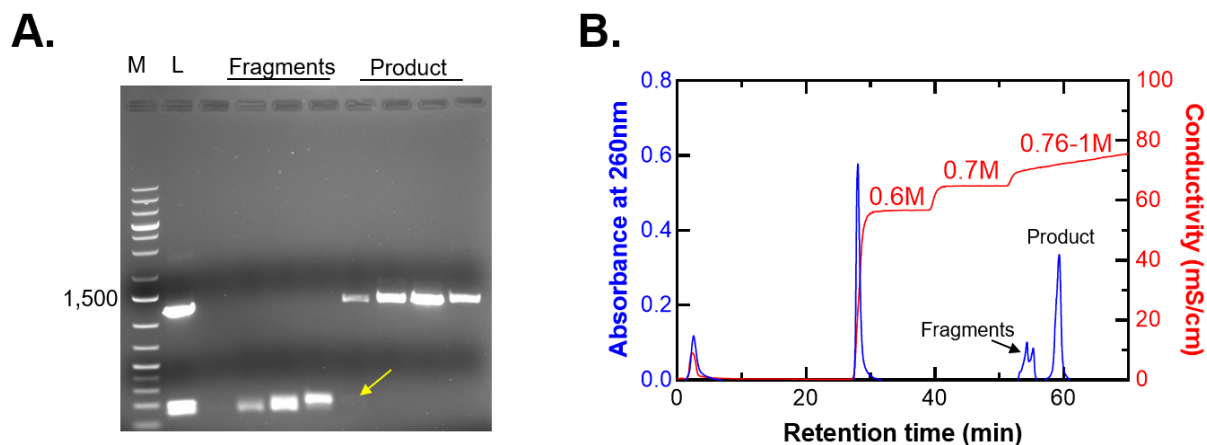 A.
M L Fragments Product
1,500
B.
Absorbance at 260nm
0.8
0.6
0.4
0.2
0.0
0.6M
0.7M
0.76-1M
Product
Fragments
100
80
60
40
20
0
Conductivity (mS/cm)
0 20 40 60
Retention time (min)